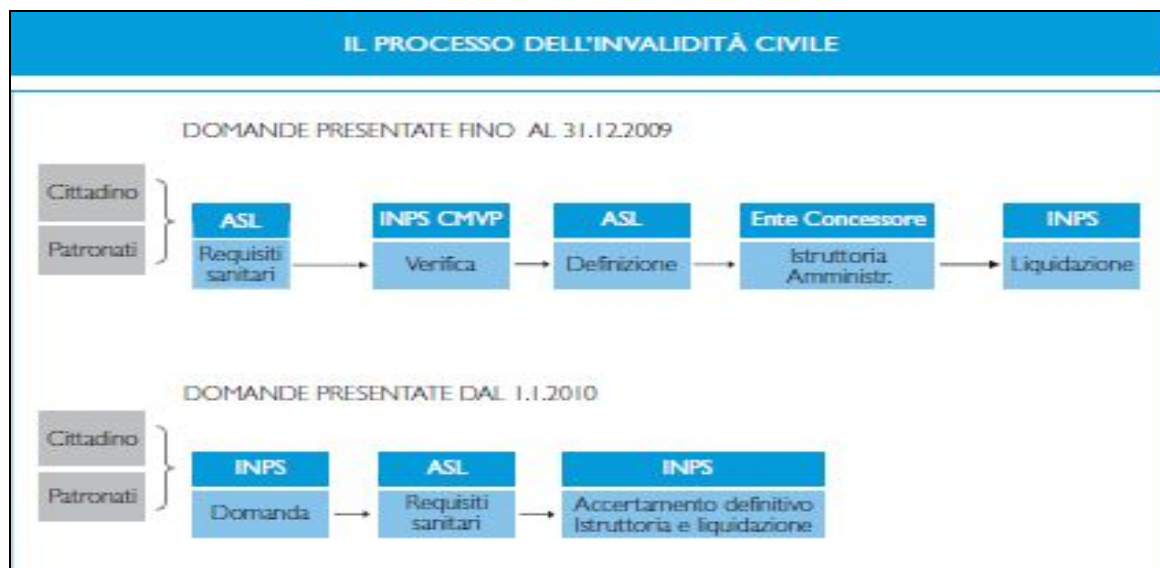 IL PROCESSO DELL'INVALIDITÀ CIVILE
DOMANDE PRESENTATE FINO AL 31.12.2009
Cittadino
Patronati
ASL
Requisiti
sanitari
INPS CMVP
Verifica
ASL
Definizione
Ente Concessore
Istruttoria
Amministr.
INPS
Liquidazione
DOMANDE PRESENTATE DAL 1.1.2010
Cittadino
Patronati
INPS
Domanda
ASL
Requisiti
sanitari
INPS
Accertamento definitivo
Istruttoria e liquidazione